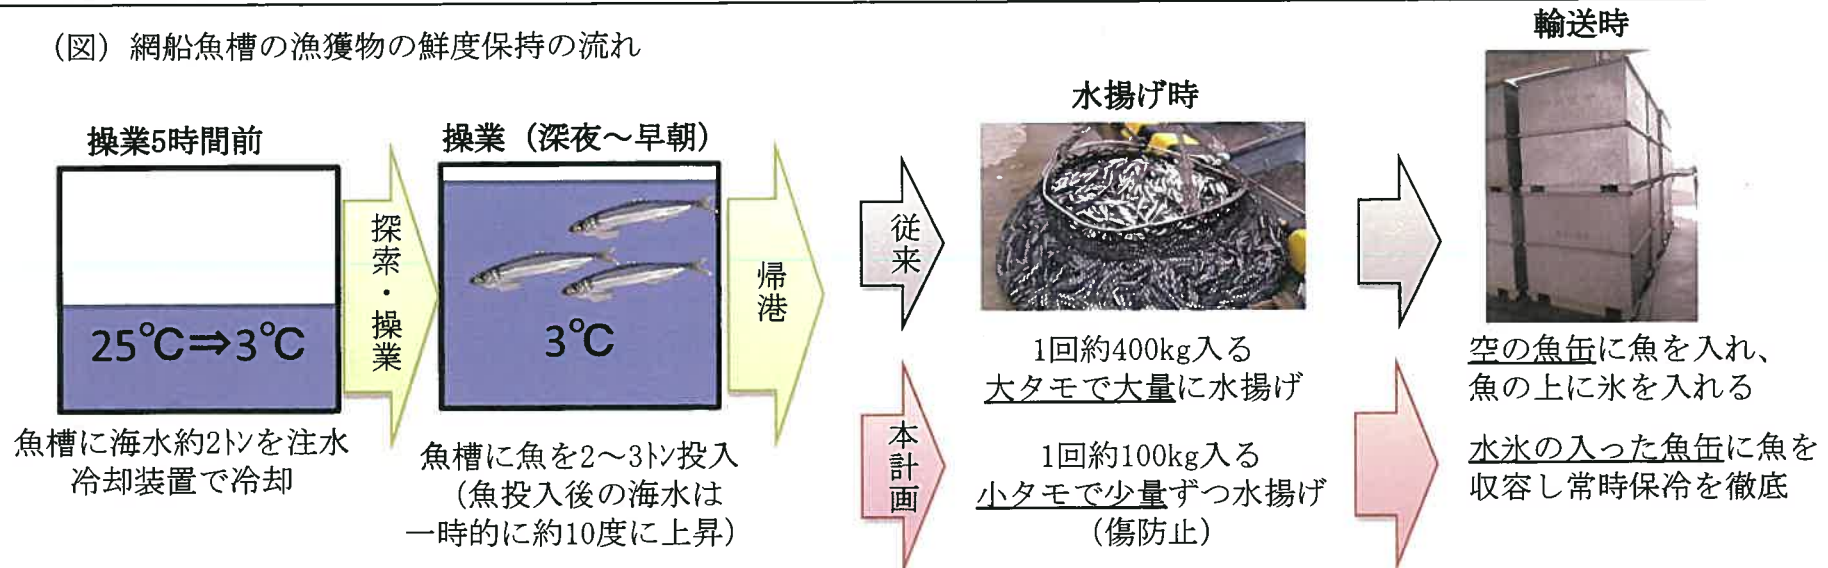 (図) 網船魚槽の漁獲物の鮮度保持の流れ
操業5時間前
25℃⇒3℃
魚槽に海水約2トンを注水
冷却装置で冷却
探索・操業
操業（深夜～早朝）
3℃
魚槽に魚を2～3トン投入
（魚投入後の海水は
一時的に約10度に上昇）
帰港
従来
本計画
水揚げ時
1回約400kg入る
大タモで大量に水揚げ
1回約100kg入る
小タモで少量ずつ水揚げ
（傷防止）
輸送時
空の魚缶に魚を入れ、
魚の上に氷を入れる
水氷の入った魚缶に魚を
収容し常時保冷を徹底